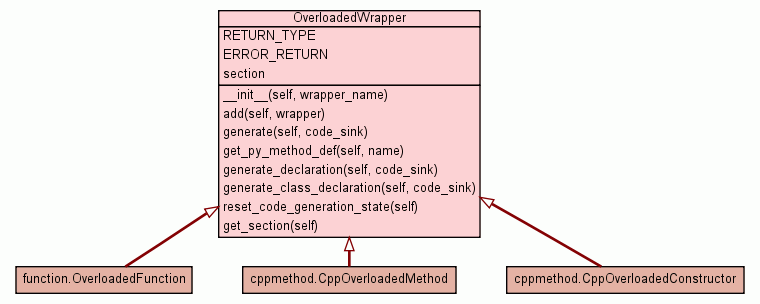 OverloadedWrapper
RETURN_TYPE
ERROR_RETURN
section
__init__(self, wrapper_name)
add(self, wrapper)
generate(self, code_sink)
get_py_method_def(self, name)
generate_declaration(self, code_sink)
generate_class_declaration(self, code_sink)
reset_code_generation_state(self)
get_section(self)
function.OverloadedFunction
cppmethod.CppOverloadedMethod
cppmethod.CppOverloadedConstructor